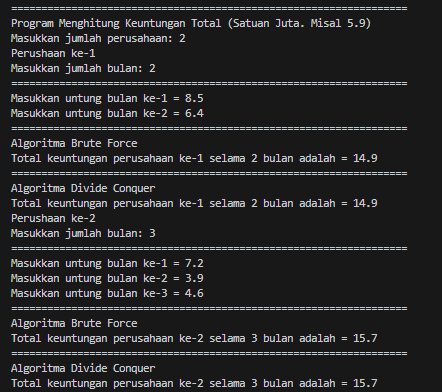 ==================================================================
Program Menghitung Keuntungan Total (Satuan Juta. Misal 5.9)
Masukkan jumlah perusahaan: 2
Perushaan ke-1
Masukkan jumlah bulan: 2
==================================================================
Masukkan untung bulan ke-1 = 8.5
Masukkan untung bulan ke-2 = 6.4
==================================================================
Algoritma Brute Force
Total keuntungan perusahaan ke-1 selama 2 bulan adalah = 14.9
==================================================================
Algoritma Divide Conquer
Total keuntungan perusahaan ke-1 selama 2 bulan adalah = 14.9
Perushaan ke-2
Masukkan jumlah bulan: 3
==================================================================
Masukkan untung bulan ke-1 = 7.2
Masukkan untung bulan ke-2 = 3.9
Masukkan untung bulan ke-3 = 4.6
==================================================================
Algoritma Brute Force
Total keuntungan perusahaan ke-2 selama 3 bulan adalah = 15.7
==================================================================
Algoritma Divide Conquer
Total keuntungan perusahaan ke-2 selama 3 bulan adalah = 15.7